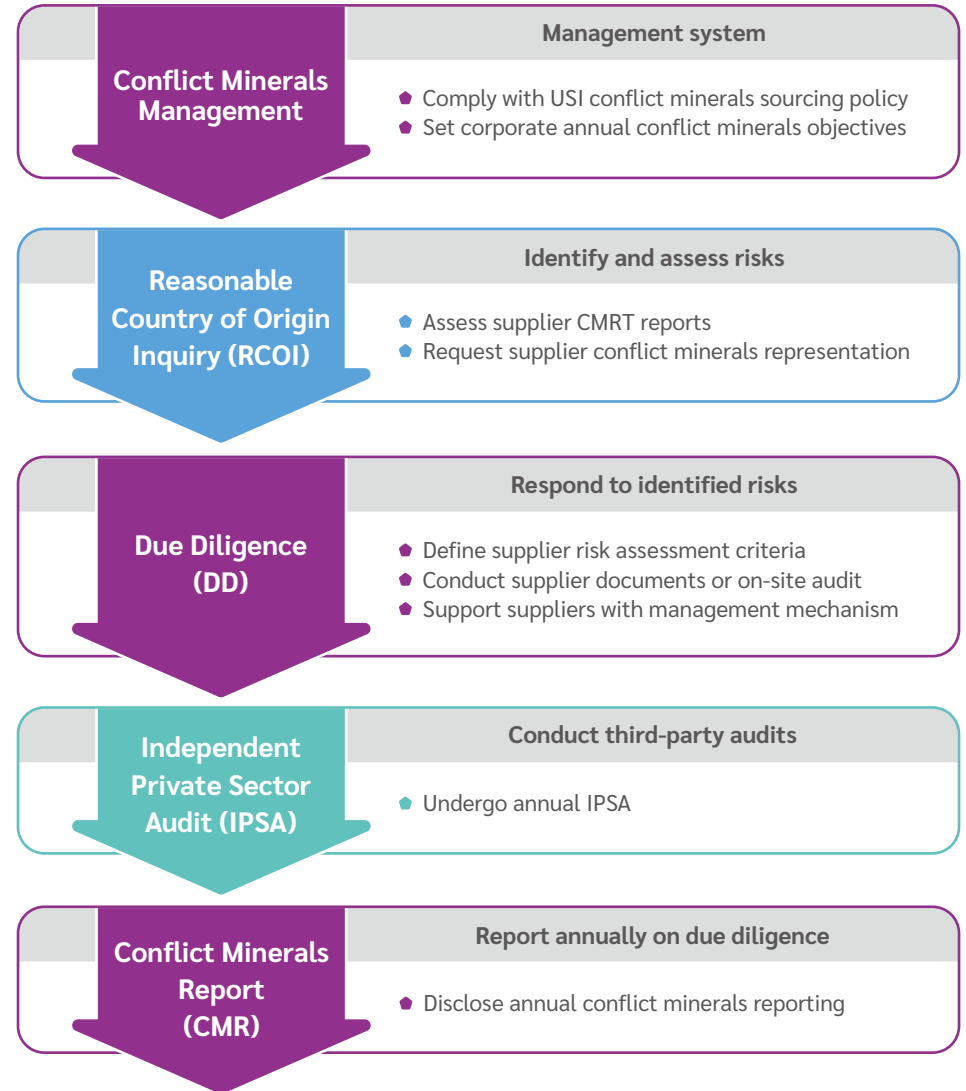 Conflict Minerals
Management
Management system
Comply with USI conflict minerals sourcing policy
Set corporate annual conflict minerals objectives
Reasonable
Country of Origin
Inquiry (RCOI)
Identify and assess risks
Assess supplier CMRT reports
Request supplier conflict minerals representation
Due Diligence
(DD)
Respond to identified risks
Define supplier risk assessment criteria
Conduct supplier documents or on-site audit
Support suppliers with management mechanism
Independent
Private Sector
Audit (IPSA)
Conduct third-party audits
Undergo annual IPSA
Conflict Minerals
Report
(CMR)
Report annually on due diligence
Disclose annual conflict minerals reporting